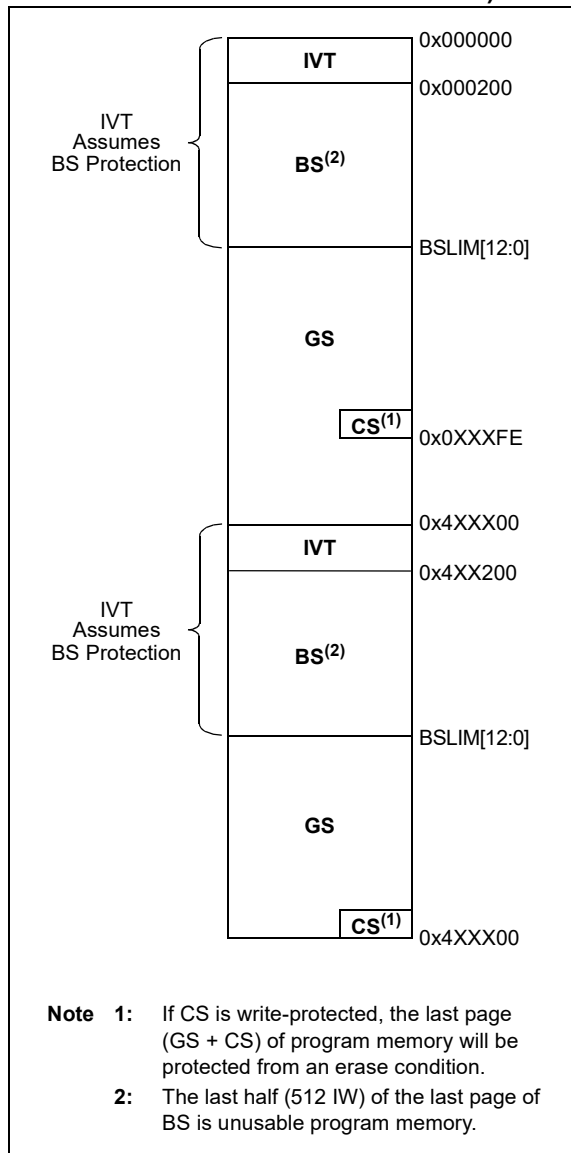 0x000000
IVT
0x000200
IVT
Assumes
BS Protection
BS(2)
BSLIM[12:0]
GS
CS(1)
0x0XXXFE
0x4XXX00
IVT
0x4XX200
IVT
Assumes
BS Protection
BS(2)
BSLIM[12:0]
GS
CS(1)
0x4XXX00
Note 1: If CS is write-protected, the last page
(GS + CS) of program memory will be
protected from an erase condition.
2: The last half (512 IW) of the last page of
BS is unusable program memory.